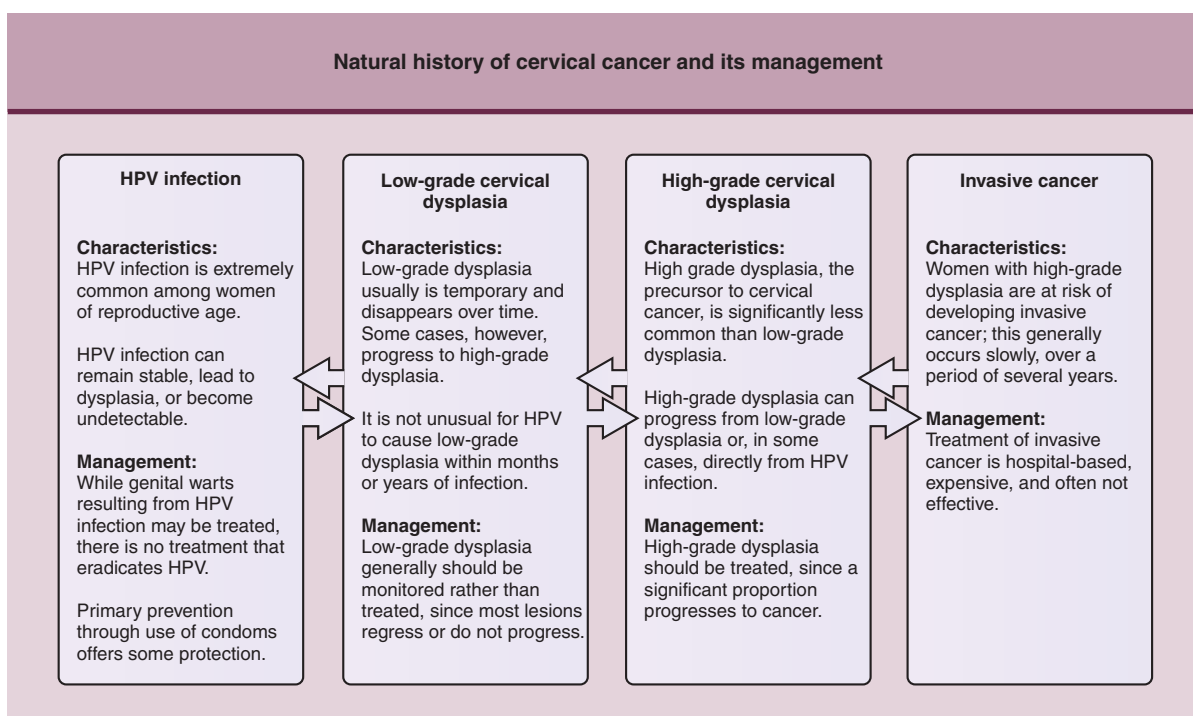 Natural history of cervical cancer and its management
HPV infection
Characteristics:
HPV infection is extremely
common among women
of reproductive age.
HPV infection can
remain stable, lead to
dysplasia, or become
undetectable.
Management:
While genital warts
resulting from HPV
infection may be treated,
there is no treatment that
eradicates HPV.
Primary prevention
through use of condoms
offers some protection.
Low-grade cervical
dysplasia
Characteristics:
Low-grade dysplasia
usually is temporary and
disappears over time.
Some cases, however,
progress to high-grade
dysplasia.
It is not unusual for HPV
to cause low-grade
dysplasia within months
or years of infection.
Management:
Low-grade dysplasia
generally should be
monitored rather than
treated, since most lesions
regress or do not progress.
High-grade cervical
dysplasia
Characteristics:
High grade dysplasia, the
precursor to cervical
cancer, is significantly less
common than low-grade
dysplasia.
High-grade dysplasia can
progress from low-grade
dysplasia or, in some
cases, directly from HPV
infection.
Management:
High-grade dysplasia
should be treated, since a
significant proportion
progresses to cancer.
Invasive cancer
Characteristics:
Women with high-grade
dysplasia are at risk of
developing invasive
cancer; this generally
occurs slowly, over a
period of several years.
Management:
Treatment of invasive
cancer is hospital-based,
expensive, and often not
effective.